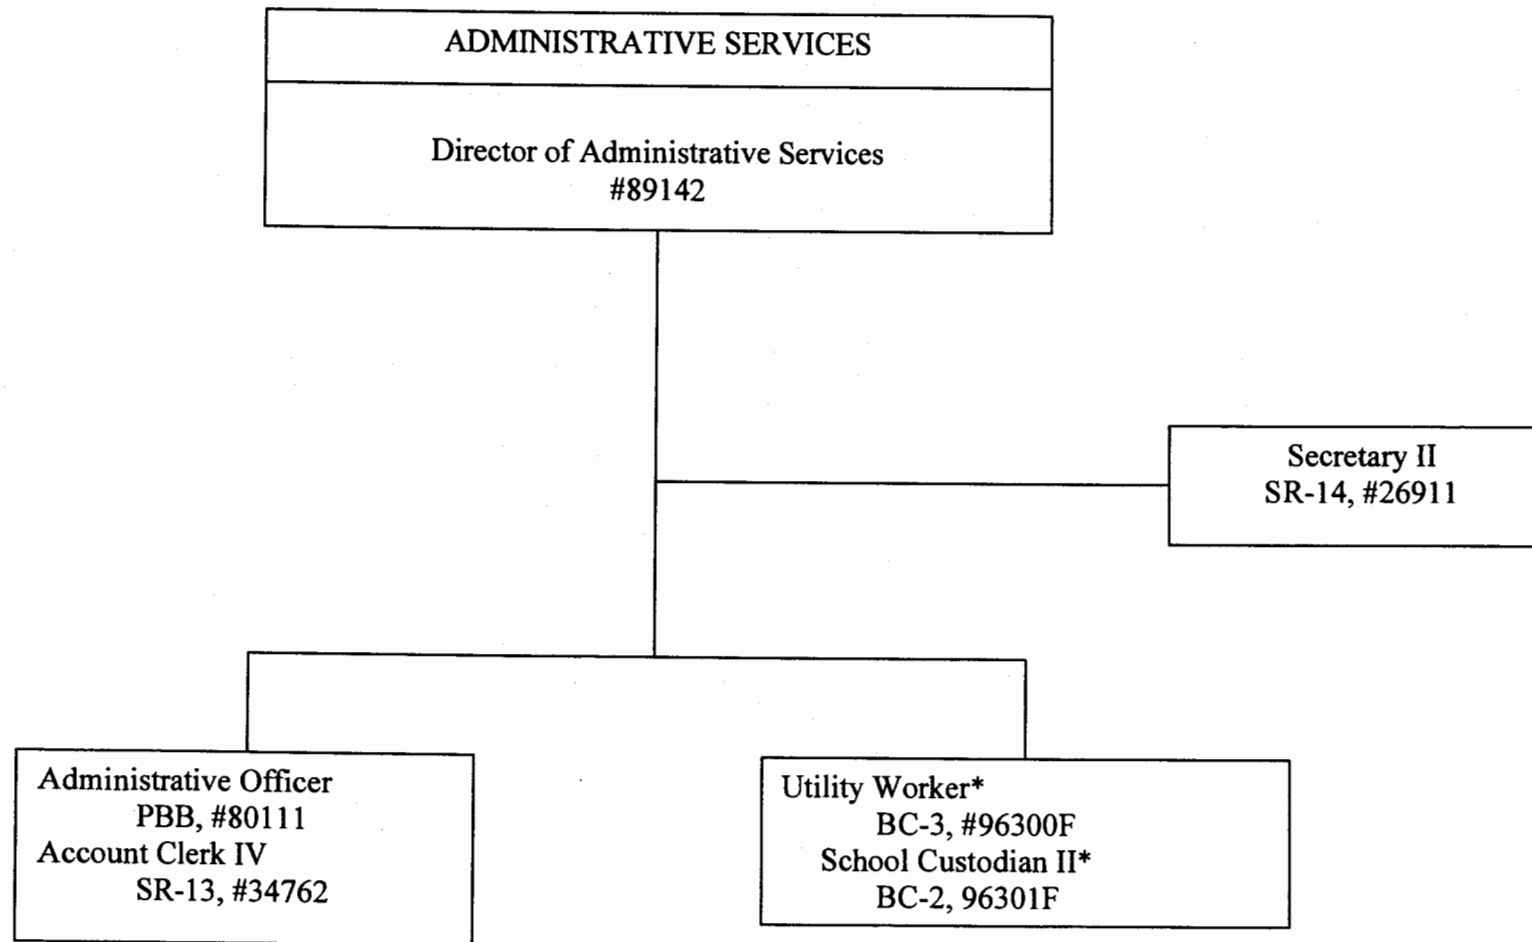 ADMINISTRATIVE SERVICES
Director of Administrative Services
#89142
Secretary II
SR-14, #26911
Administrative Officer
PBB, #80111
Account Clerk IV
SR-13, #34762
Utility Worker*
BC-3, #96300F
School Custodian II*
BC-2, 96301F